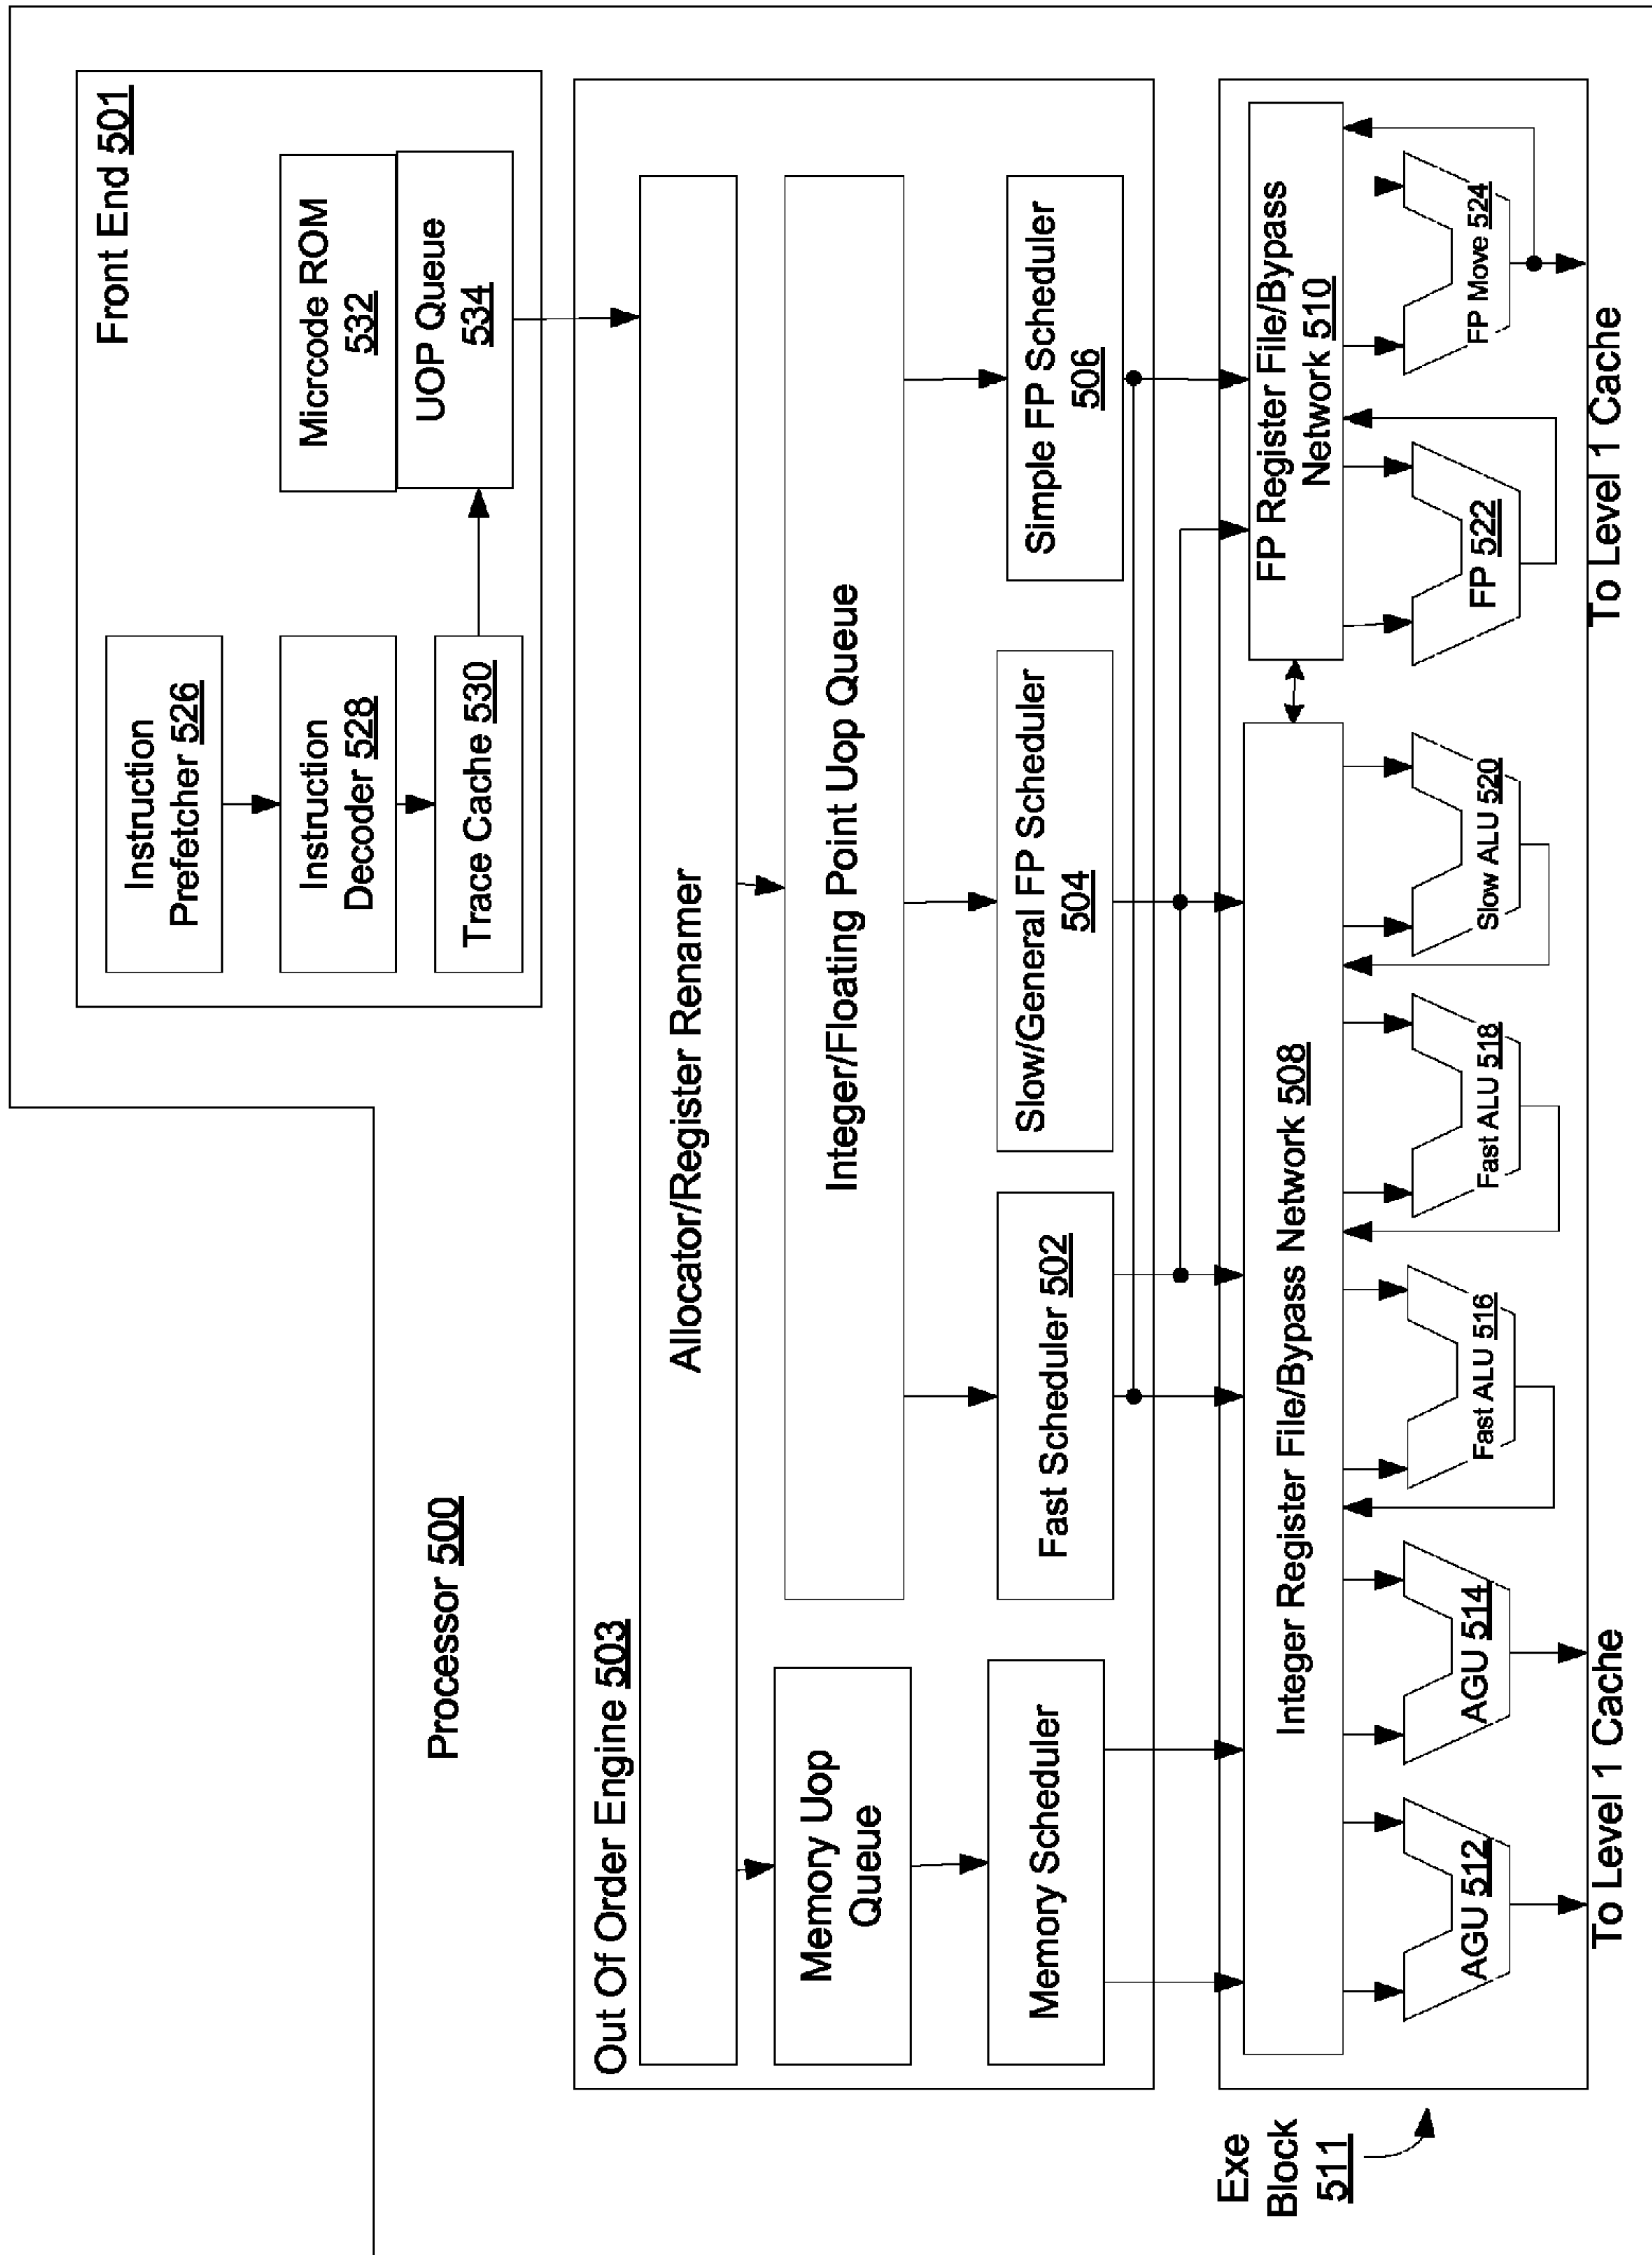 Front End 501
Instruction
Prefetcher 526
Instruction
Decoder 528
Trace Cache 530
Micrcode ROM
532
UOP Queue
534
Processor 500
Out Of Order Engine 503
Allocator/Register Renamer
Memory Uop
Queue
Integer/Floating Point Uop Queue
Memory Scheduler
Fast Scheduler 502
Slow/General FP Scheduler
504
Simple FP Scheduler
506
Exe
Block
511
Integer Register File/Bypass Network 508
FP Register File/Bypass
Network 510
AGU 512
AGU 514
Fast ALU 516
Fast ALU 518
Slow ALU 520
FP 522
FP Move 524
To Level 1 Cache
To Level 1 Cache